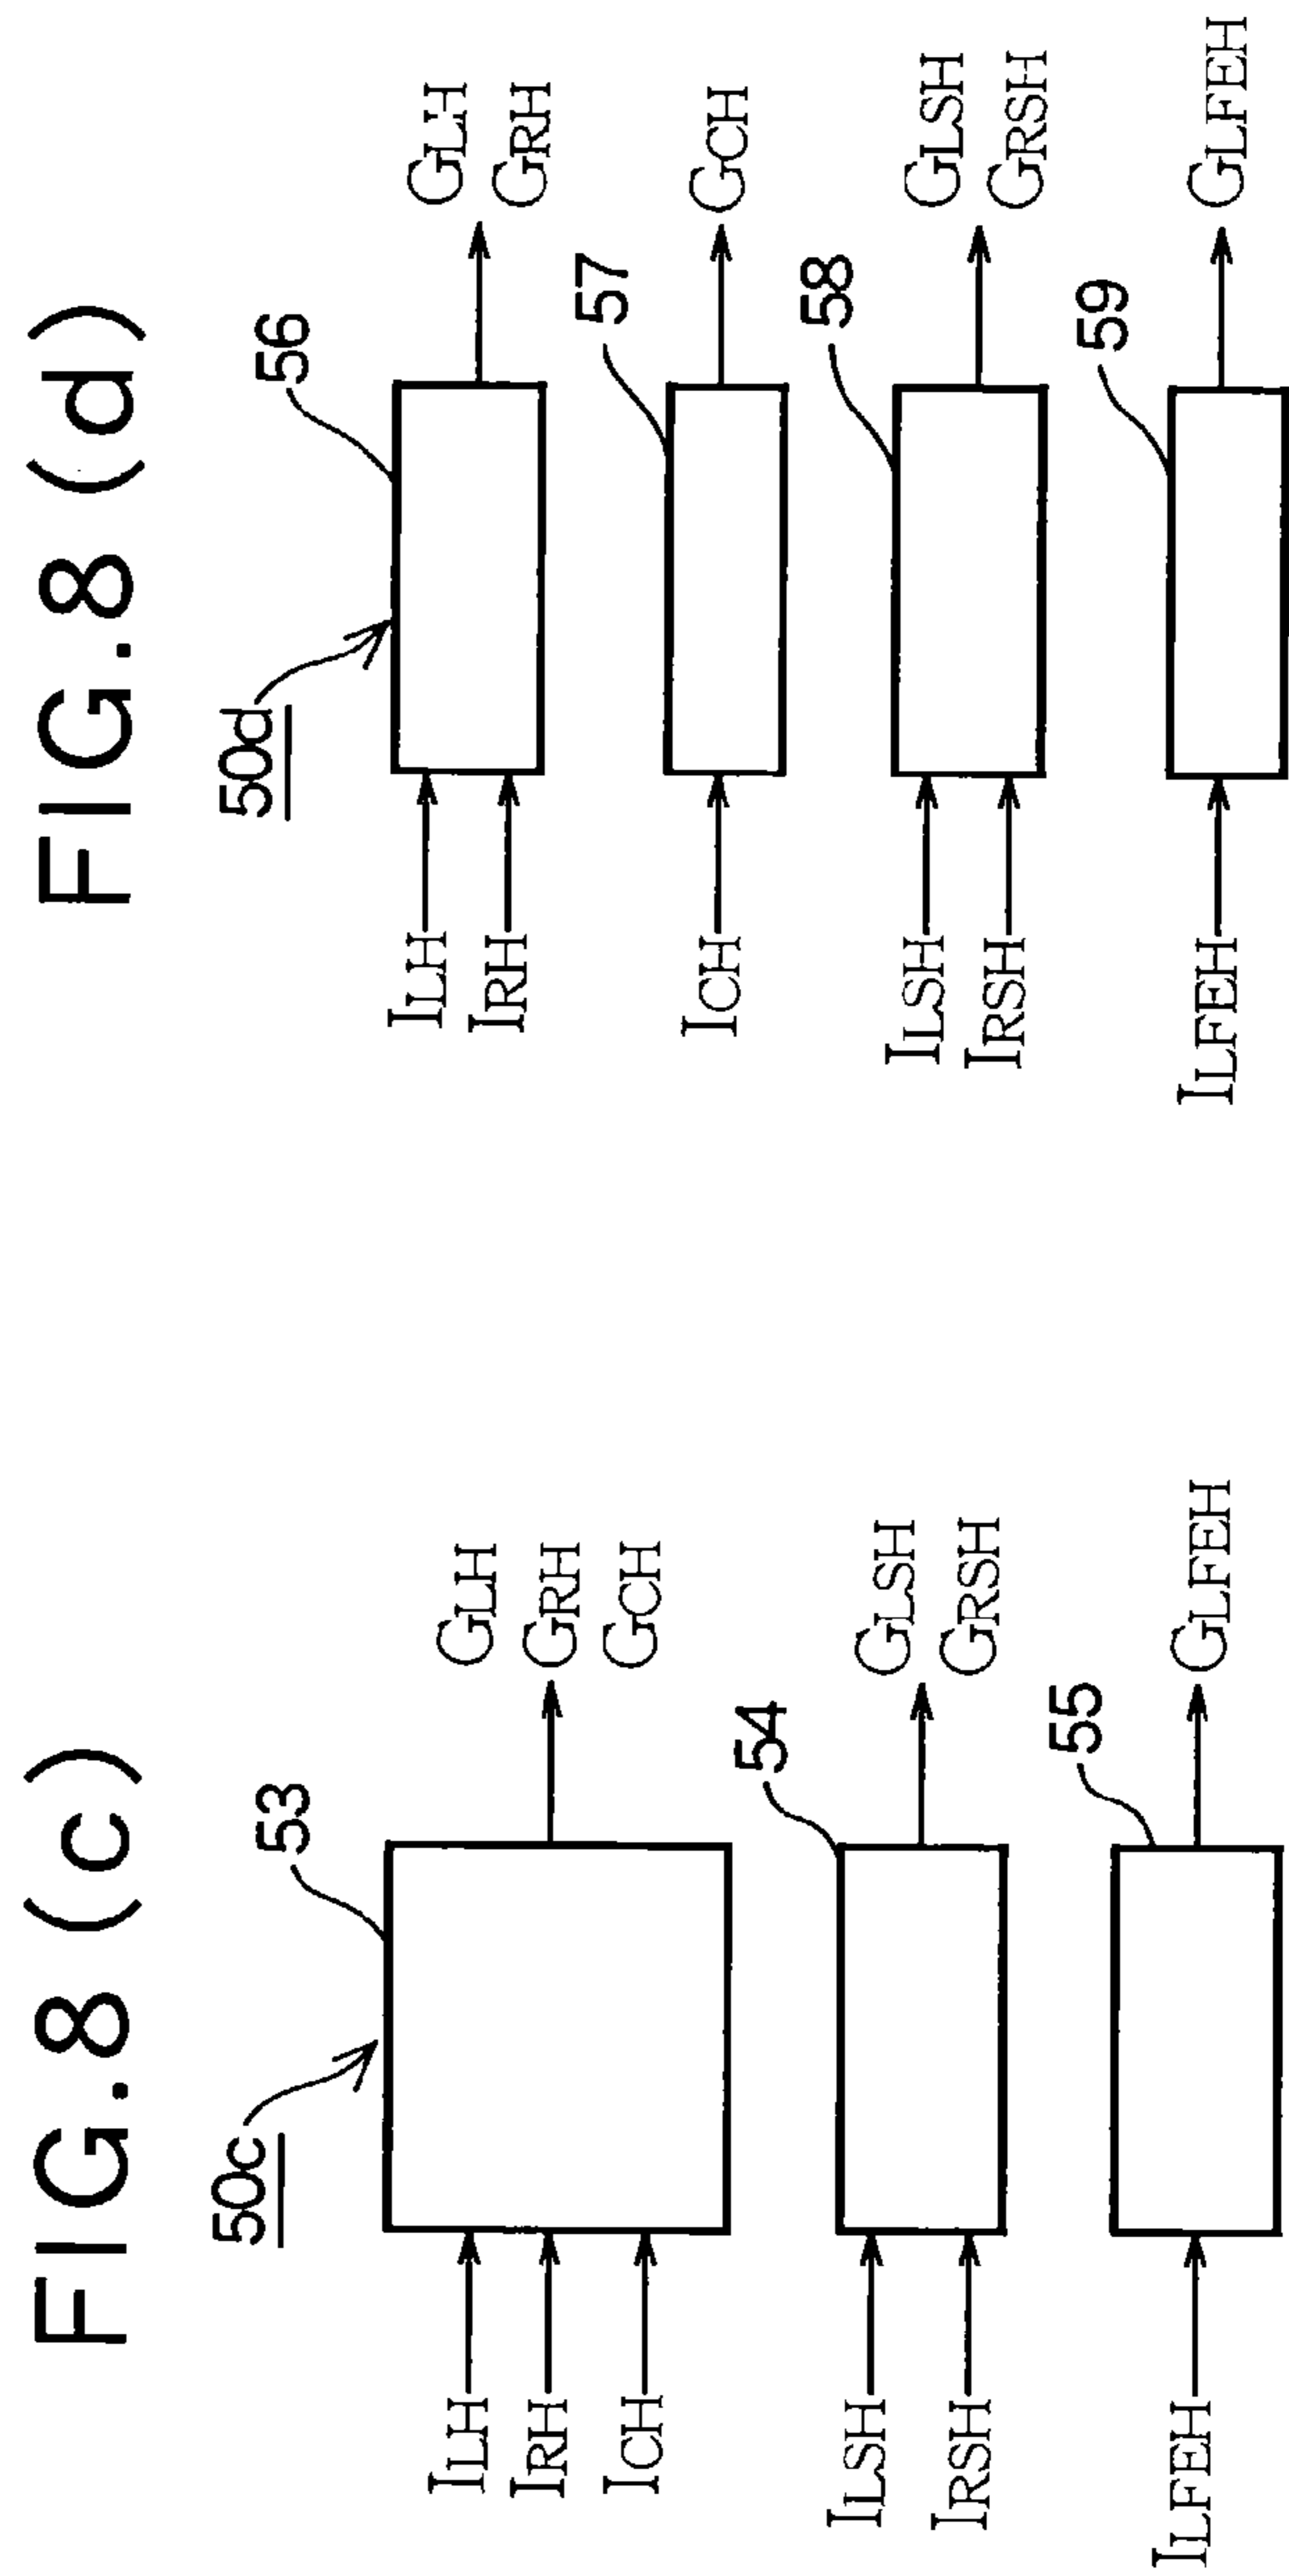 FIG.8 (c)
50c
53
ILH
IRH
ICH
GLH
GRH
GCH
54
ILSH
IRSH
GLSH
GRSH
55
ILFEH
GLFEH
FIG.8 (d)
50d
56
ILH
IRH
GLH
GRH
57
ICH
GCH
58
ILSH
IRSH
GLSH
GRSH
59
ILFEH
GLFEH